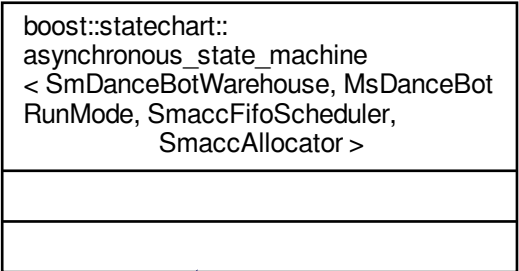 boost::statechart::
asynchronous_state_machine
< SmDanceBotWarehouse, MsDanceBot
RunMode, SmaccFifoScheduler,
SmaccAllocator >